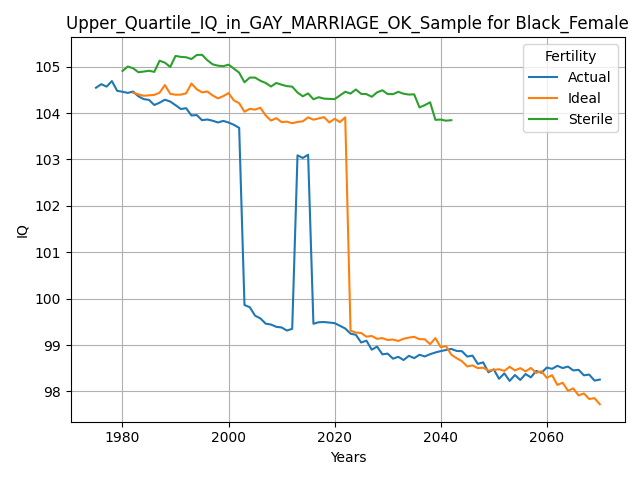 Upper_Quartile_IQ_in_GAY_MARRIAGE_OK_Sample for Black_Female
Fertility
Actual
Ideal
Sterile
IQ
105
104
103
102
101
100
99
98
1980
2000
2020
2040
2060
Years